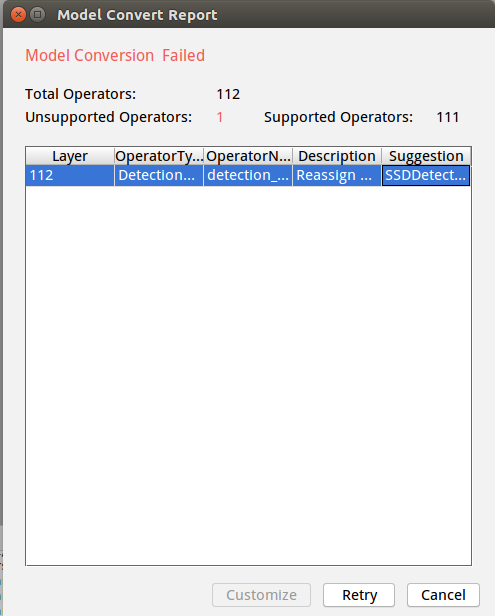 Model Convert Report
Model Conversion Failed
Total Operators: 112
Unsupported Operators: 1 Supported Operators: 111
Layer OperatorTy... OperatorN... Description Suggestion
112 Detection... detection_... Reassign ... SSDDetect...
Customize Retry Cancel